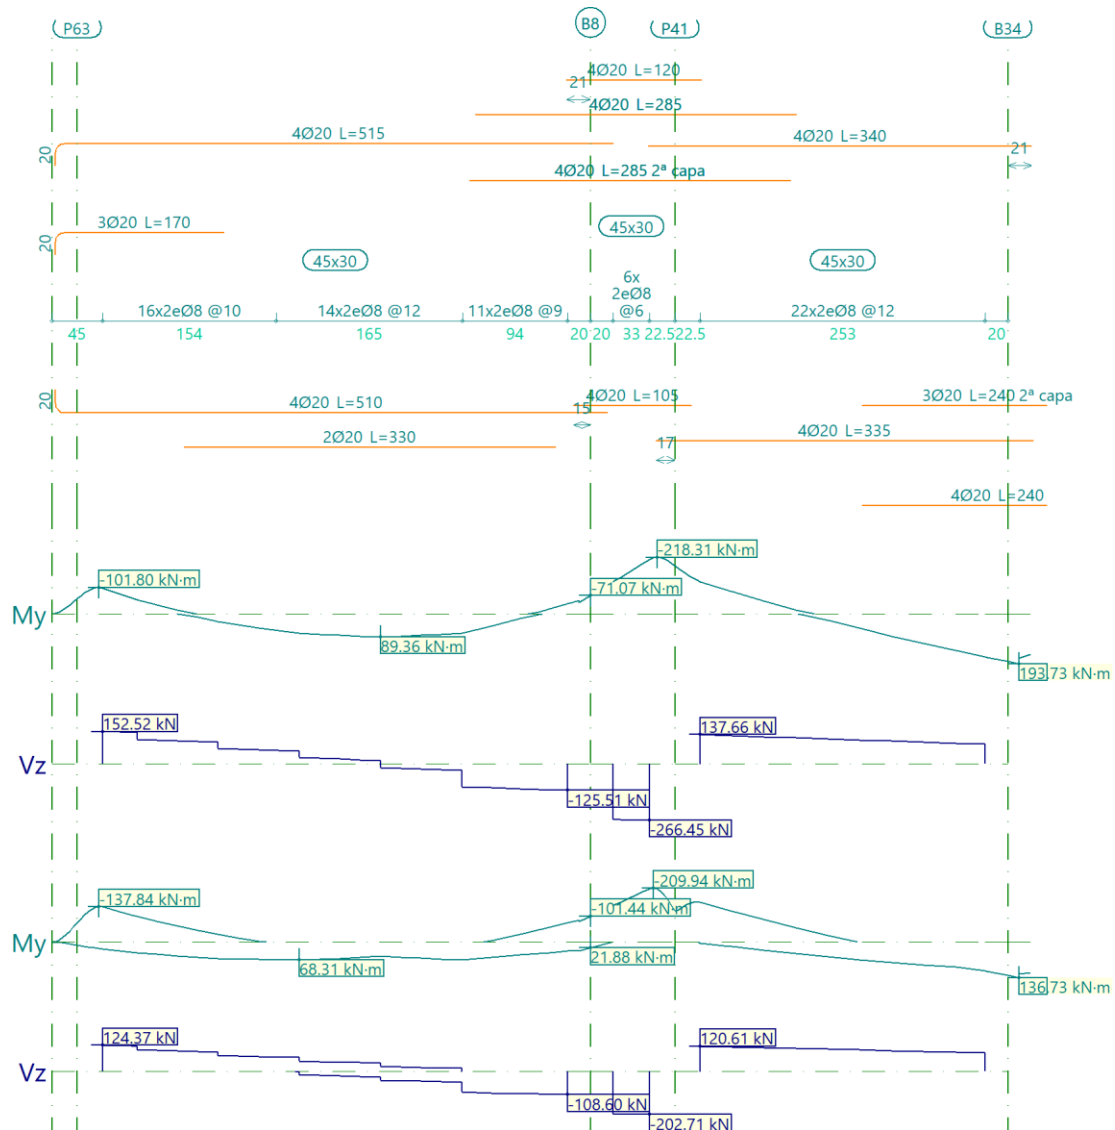 P63
B8
P41
B34
4Ø20 L=120
21
4Ø20 L=285
4Ø20 L=515
4Ø20 L=340
20
21
4Ø20 L=285 2ª capa
3Ø20 L=170
20
45x30
45x30
45x30
6x
2eØ8
@6
16x2eØ8 @10
14x2eØ8 @12
11x2eØ8 @9
22x2eØ8 @12
45
154
165
94
20
20
33
22.5
22.5
253
20
20
4Ø20 L=510
4Ø20 L=105
15
3Ø20 L=240 2ª capa
2Ø20 L=330
17
4Ø20 L=335
4Ø20 L=240
-218.31 kN·m
-101.80 kN·m
-71.07 kN·m
My
89.36 kN·m
193.73 kN·m
152.52 kN
137.66 kN
Vz
-125.51 kN
-266.45 kN
-209.94 kN·m
-137.84 kN·m
-101.44 kN·m
My
21.88 kN·m
68.31 kN·m
136.73 kN·m
124.37 kN
120.61 kN
Vz
-108.60 kN
-202.71 kN